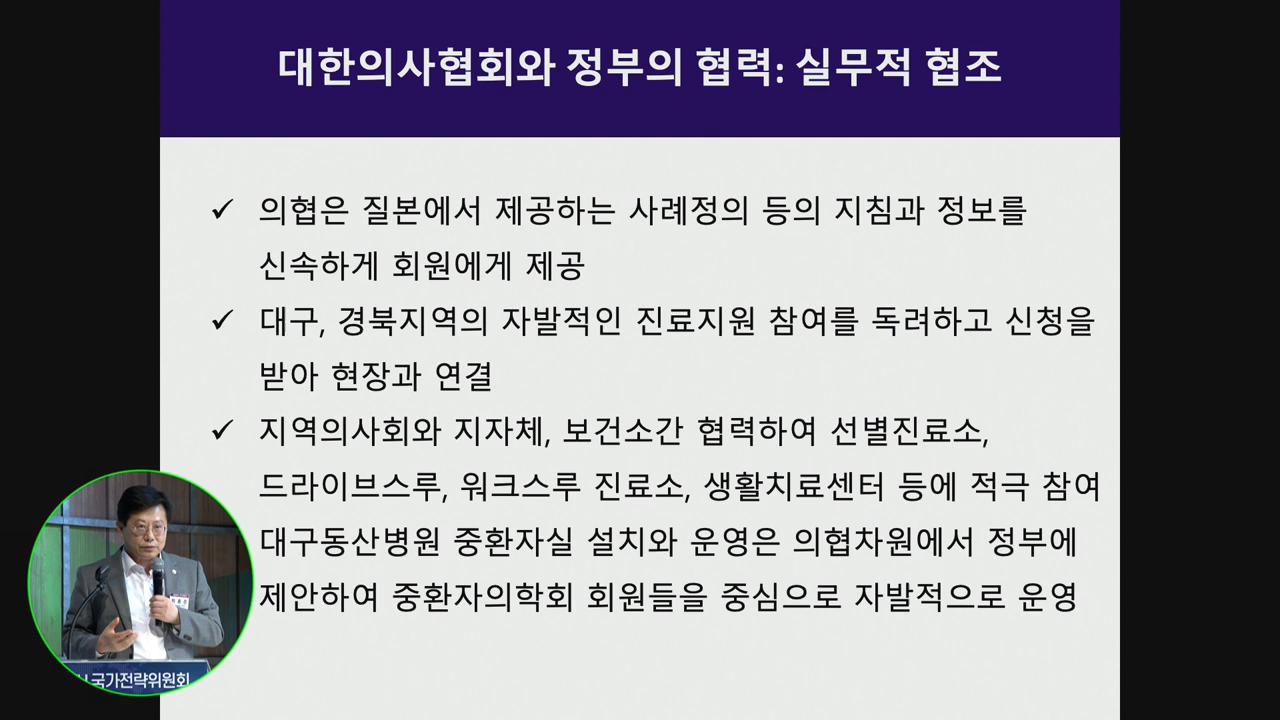 대한의사협회와 정부의 협력: 실무적 협조
✓ 의협은 질본에서 제공하는 사례정의 등의 지침과 정보를
신속하게 회원에게 제공
✓ 대구, 경북지역의 자발적인 진료지원 참여를 독려하고 신청을
받아 현장과 연결
✓ 지역의사회와 지자체, 보건소간 협력하여 선별진료소,
드라이브스루, 워크스루 진료소, 생활치료센터 등에 적극 참여
대구동산병원 중환자실 설치와 운영은 의협차원에서 정부에
제안하여 중환자의학회 회원들을 중심으로 자발적으로 운영
국가전략위원회